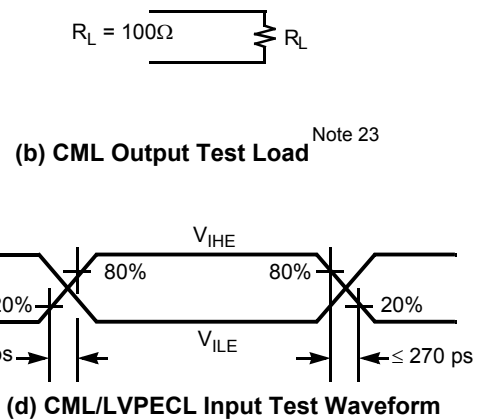 R_L = 100Ω
R_L
(b) CML Output Test Load Note 23
V_IHE
80%
80%
20%
20%
V_ILE
ps
≤ 270 ps
(d) CML/LVPECL Input Test Waveform